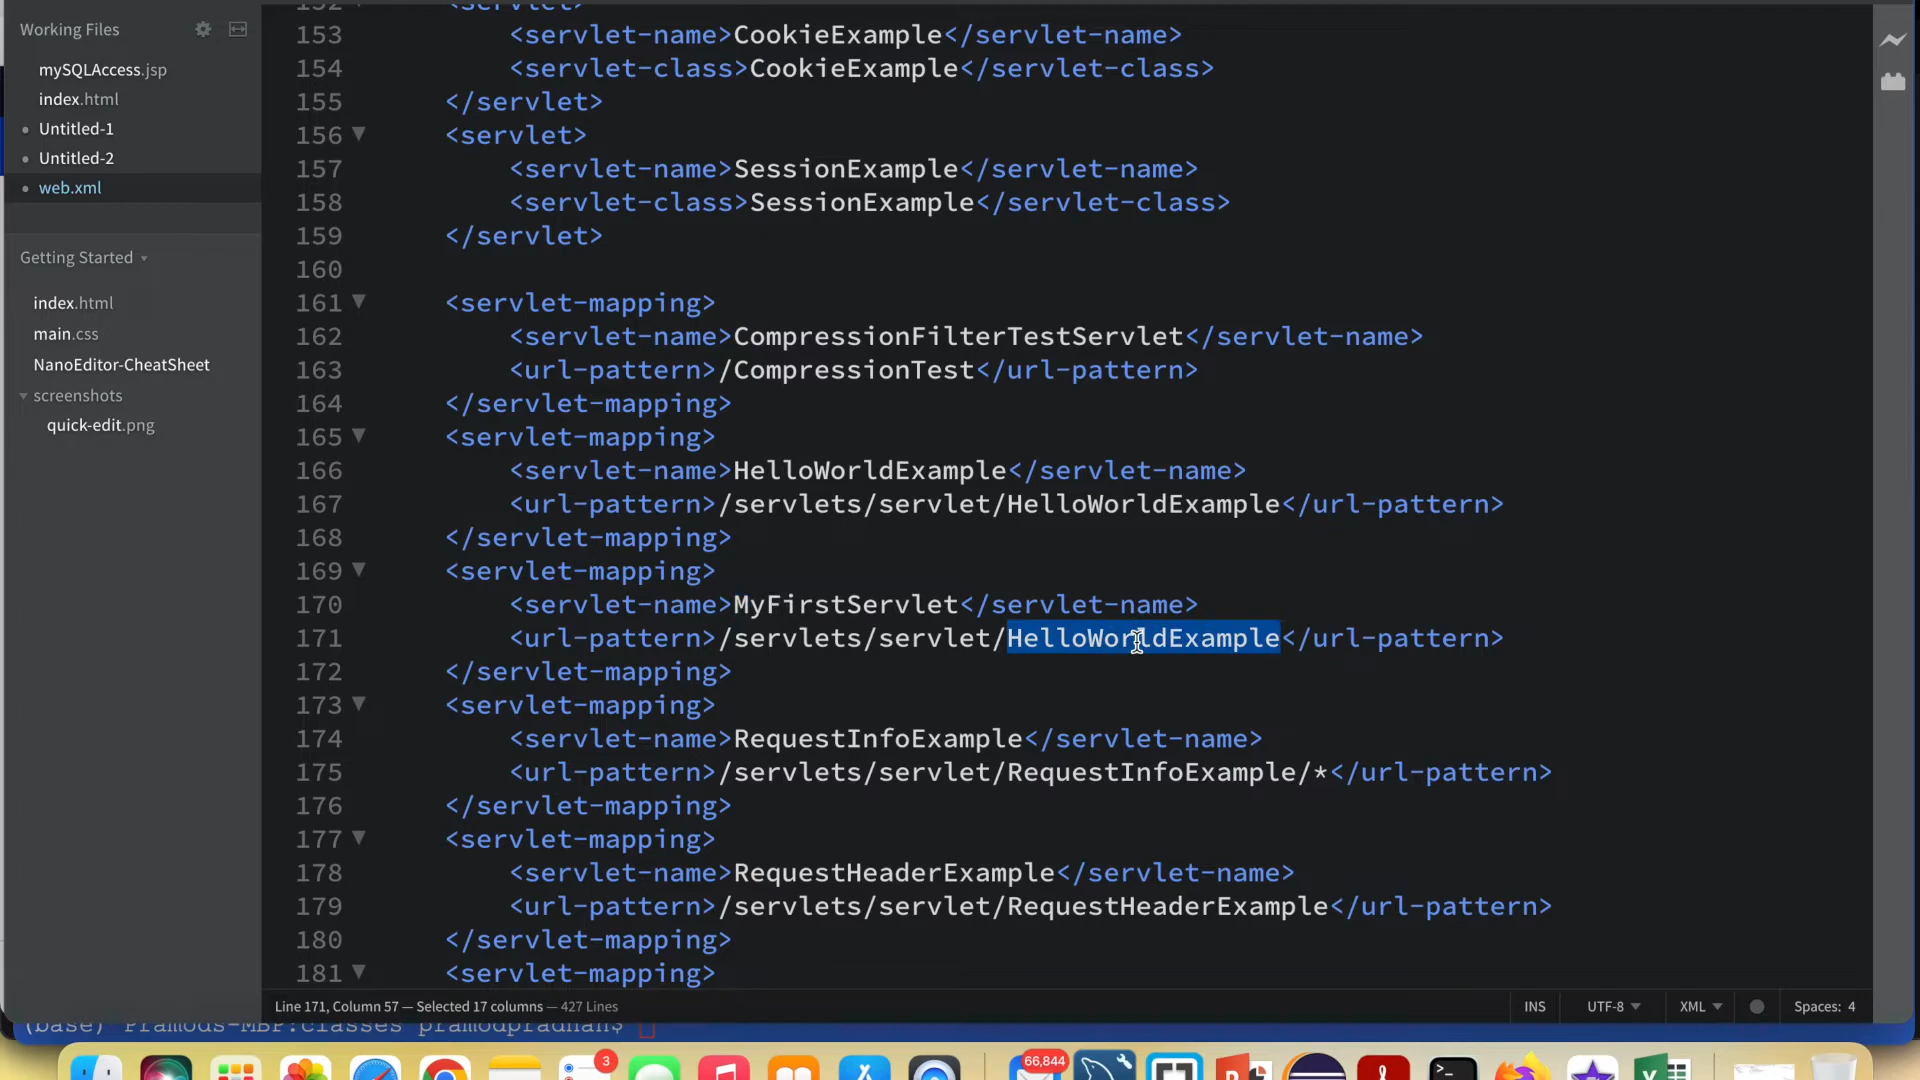 Working Files
mySQLAccess.jsp
index.html
Untitled-1
Untitled-2
web.xml
Getting Started
index.html
main.css
NanoEditor-CheatSheet
screenshots
quick-edit.png
152 <servlet>
153 <servlet-name>CookieExample</servlet-name>
154 <servlet-class>CookieExample</servlet-class>
155 </servlet>
156 <servlet>
157 <servlet-name>SessionExample</servlet-name>
158 <servlet-class>SessionExample</servlet-class>
159 </servlet>
160
161 <servlet-mapping>
162 <servlet-name>CompressionFilterTestServlet</servlet-name>
163 <url-pattern>/CompressionTest</url-pattern>
164 </servlet-mapping>
165 <servlet-mapping>
166 <servlet-name>HelloWorldExample</servlet-name>
167 <url-pattern>/servlets/servlet/HelloWorldExample</url-pattern>
168 </servlet-mapping>
169 <servlet-mapping>
170 <servlet-name>MyFirstServlet</servlet-name>
171 <url-pattern>/servlets/servlet/HelloWorldExample</url-pattern>
172 </servlet-mapping>
173 <servlet-mapping>
174 <servlet-name>RequestInfoExample</servlet-name>
175 <url-pattern>/servlets/servlet/RequestInfoExample/*</url-pattern>
176 </servlet-mapping>
177 <servlet-mapping>
178 <servlet-name>RequestHeaderExample</servlet-name>
179 <url-pattern>/servlets/servlet/RequestHeaderExample</url-pattern>
180 </servlet-mapping>
181 <servlet-mapping>
Line 171, Column 57 — Selected 17 columns — 427 Lines
INS UTF-8 XML Spaces: 4
(base) Pramods-MBP:classes pramodpradhan$
3
66,844